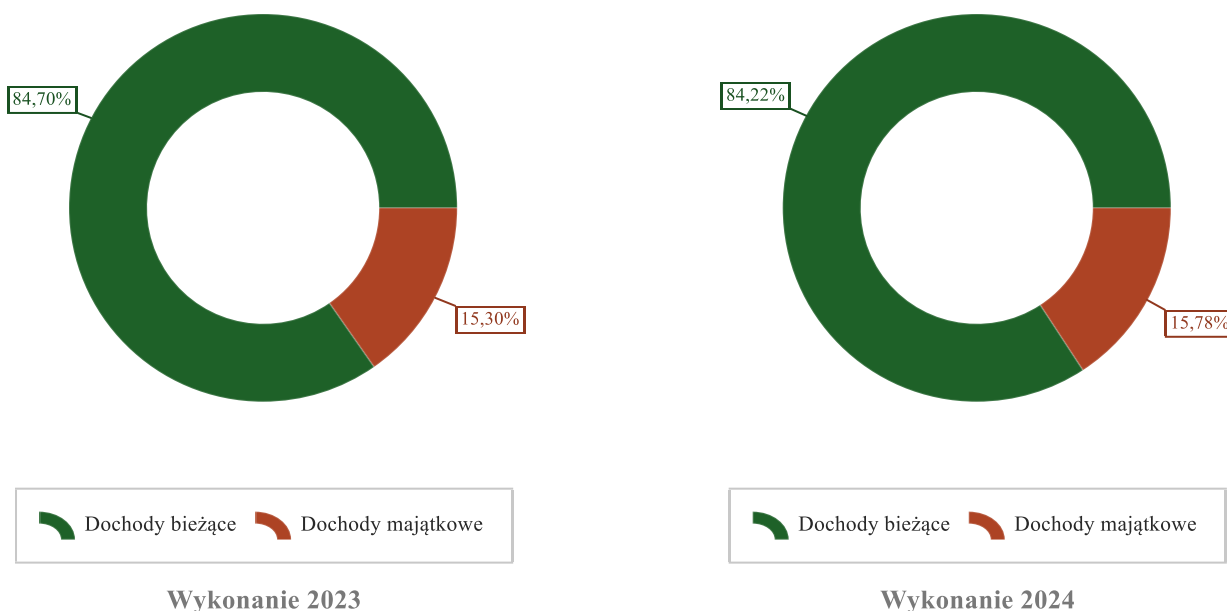 84,70%
15,30%
Dochody bieżące Dochody majątkowe
Wykonanie 2023
84,22%
15,78%
Dochody bieżące Dochody majątkowe
Wykonanie 2024